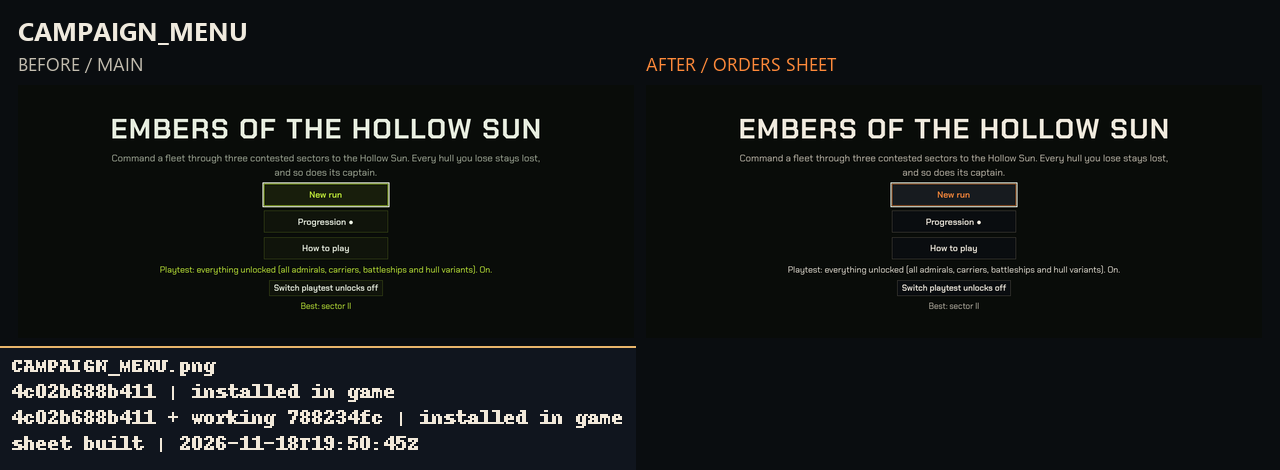 CAMPAIGN_MENU
BEFORE / MAIN
EMBERS OF THE HOLLOW SUN
Command a fleet through three contested sectors to the Hollow Sun. Every hull you lose stays lost,
and so does its captain.
New run
Progression ●
How to play
Playtest: everything unlocked (all admirals, carriers, battleships and hull variants). On.
Switch playtest unlocks off
Best: sector II
AFTER / ORDERS SHEET
EMBERS OF THE HOLLOW SUN
Command a fleet through three contested sectors to the Hollow Sun. Every hull you lose stays lost,
and so does its captain.
New run
Progression ●
How to play
Playtest: everything unlocked (all admirals, carriers, battleships and hull variants). On.
Switch playtest unlocks off
Best: sector II
CAMPAIGN_MENU.png
4c02b688b411 | installed in game
4c02b688b411 + working 788234fc | installed in game
sheet built | 2026-11-18T19:50:45Z